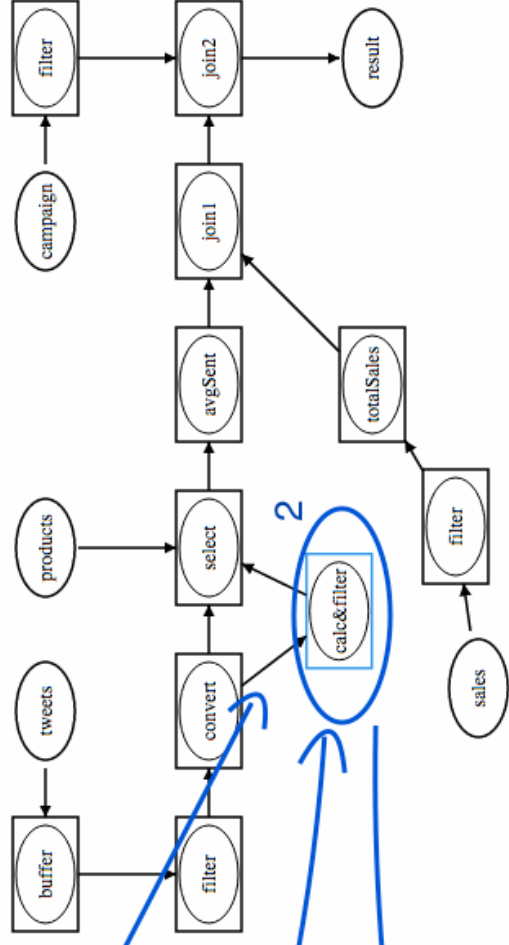 filter
join2
result
campaign
join1
avgSent
totalSales
products
select
2
calc&filter
filter
tweets
convert
sales
buffer
filter